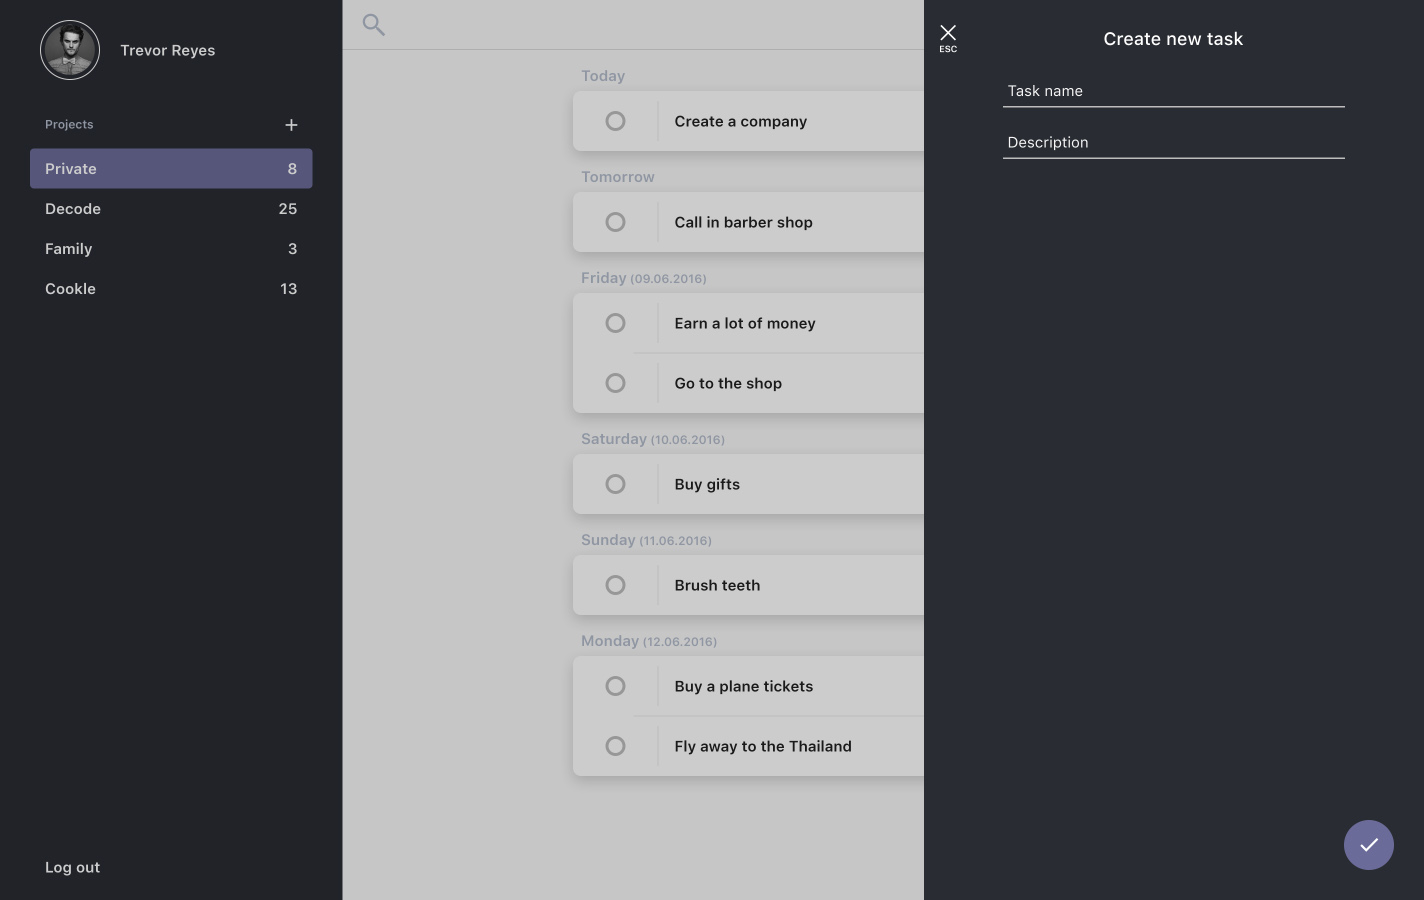 Trevor Reyes
Projects
Private 8
Decode 25
Family 3
Cookle 13
Log out
Today
Create a company
Tomorrow
Call in barber shop
Friday (09.06.2016)
Earn a lot of money
Go to the shop
Saturday (10.06.2016)
Buy gifts
Sunday (11.06.2016)
Brush teeth
Monday (12.06.2016)
Buy a plane tickets
Fly away to the Thailand
ESC
Create new task
Task name
Description